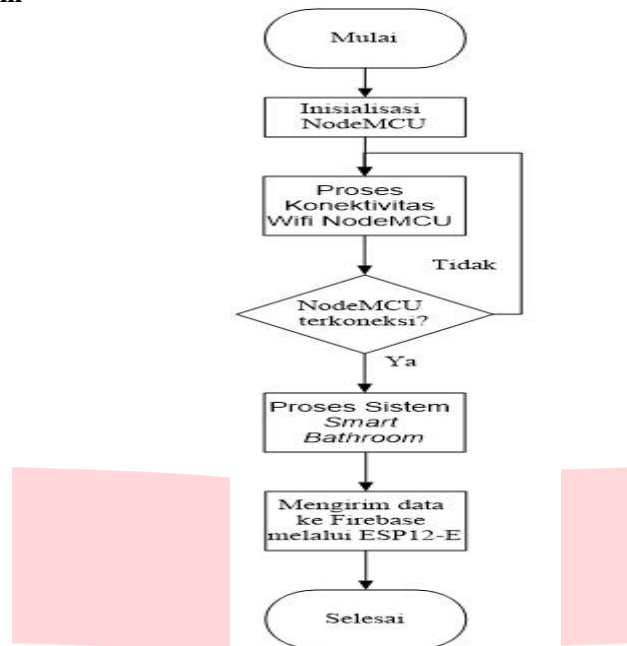 Mulai
Inisialisasi
NodeMCU
Proses
Konektivitas
Wifi NodeMCU
Tidak
NodeMCU
terkoneksi?
Ya
Proses Sistem
Smart
Bathroom
Mengirim data
ke Firebase
melalui ESP12-E
Selesai